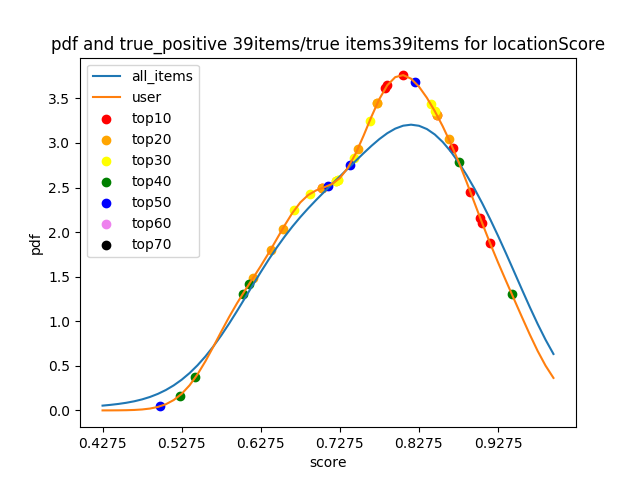 pdf and true_positive 39items/true items39items for locationScore
all_items
user
top10
top20
top30
top40
top50
top60
top70
pdf
3.5
3.0
2.5
2.0
1.5
1.0
0.5
0.0
0.4275 0.5275 0.6275 0.7275 0.8275 0.9275
score